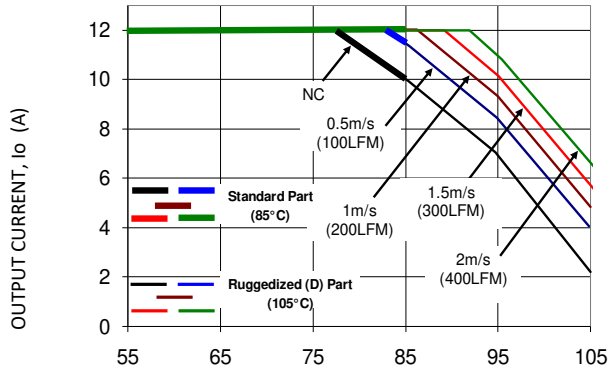 OUTPUT CURRENT, Io (A)
12
10
8
6
4
2
0
NC
0.5m/s
(100LFM)
1m/s
(200LFM)
1.5m/s
(300LFM)
2m/s
(400LFM)
Standard Part
(85°C)
Ruggedized (D) Part
(105°C)
55
65
75
85
95
105